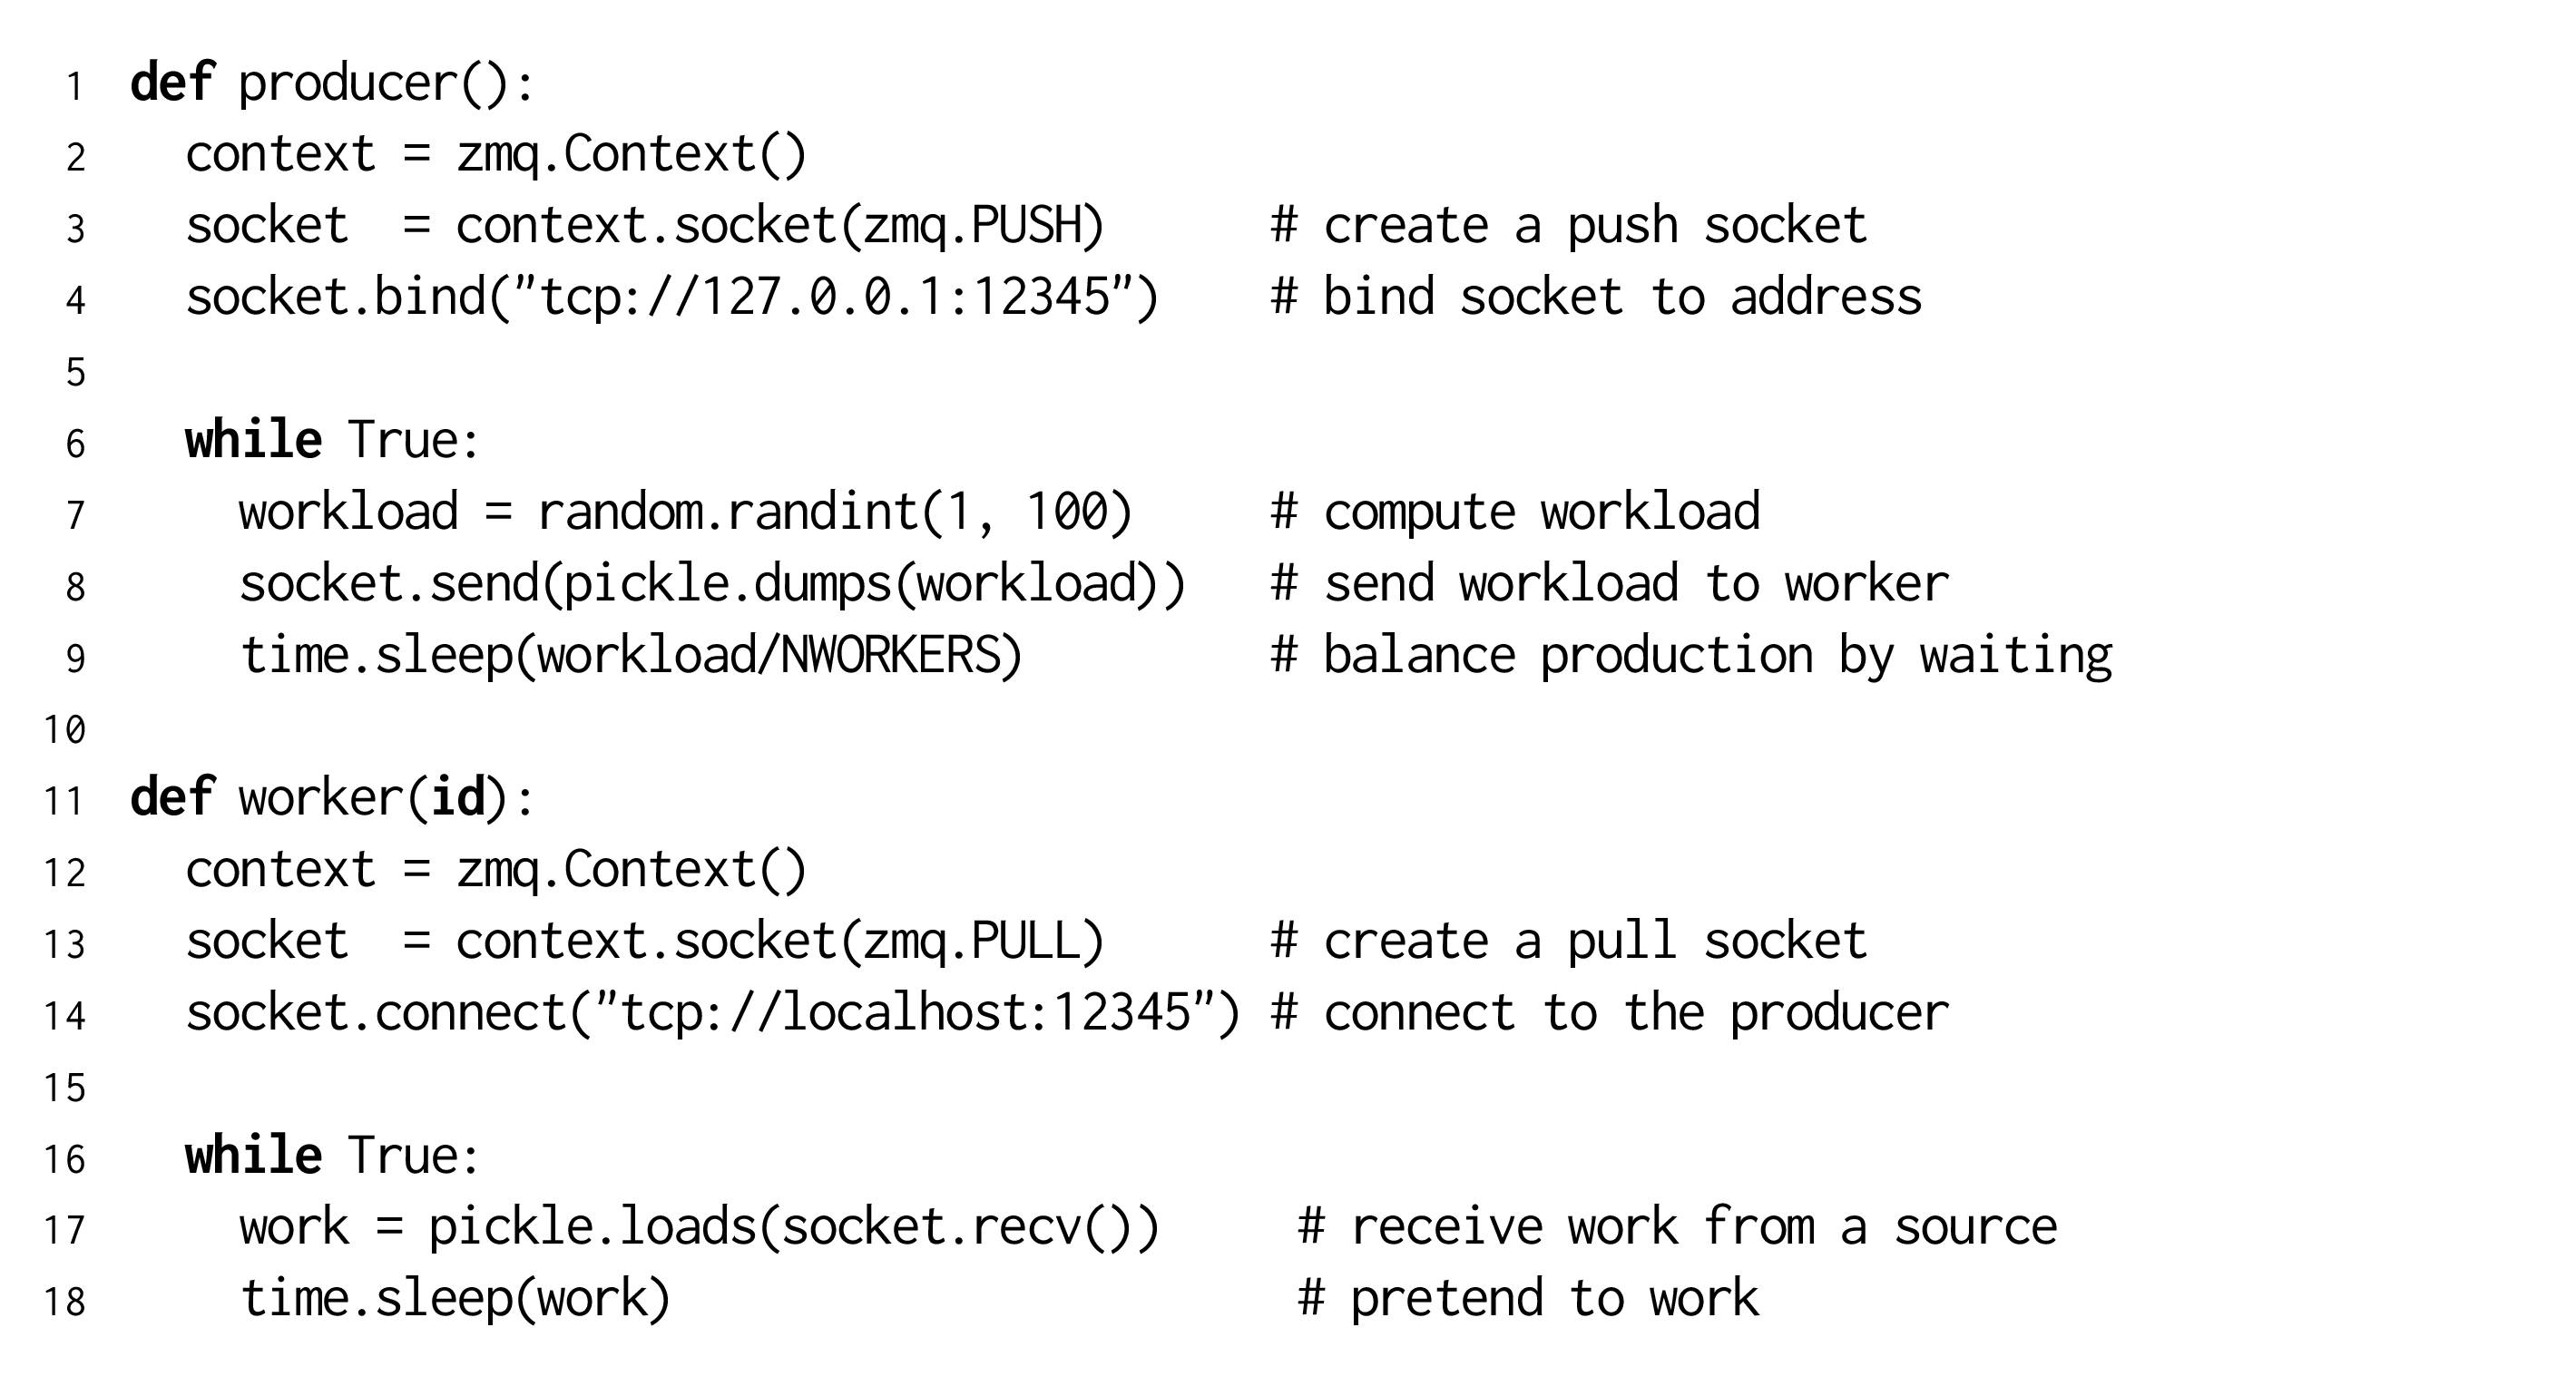 1 def producer():
2   context = zmq.Context()
3   socket  = context.socket(zmq.PUSH)      # create a push socket
4   socket.bind("tcp://127.0.0.1:12345")    # bind socket to address
5
6   while True:
7     workload = random.randint(1, 100)     # compute workload
8     socket.send(pickle.dumps(workload))   # send workload to worker
9     time.sleep(workload/NWORKERS)         # balance production by waiting
10
11 def worker(id):
12   context = zmq.Context()
13   socket  = context.socket(zmq.PULL)      # create a pull socket
14   socket.connect("tcp://localhost:12345") # connect to the producer
15
16   while True:
17     work = pickle.loads(socket.recv())     # receive work from a source
18     time.sleep(work)                       # pretend to work